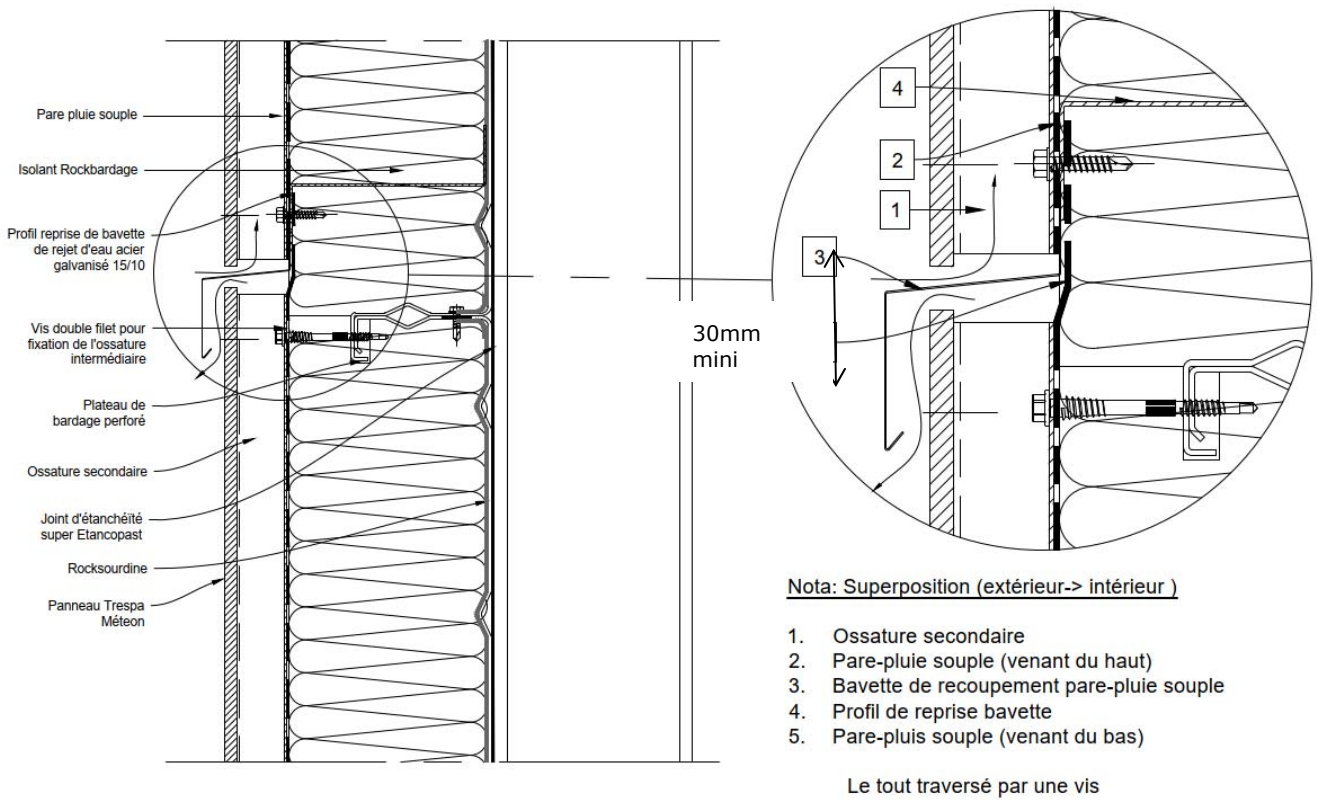 Pare pluie souple
Isolant Rockbardage
Profil reprise de bavette
de rejet d'eau acier
galvanisé 15/10
Vis double filet pour
fixation de l'ossature
intermédiaire
Plateau de
bardage perforé
Ossature secondaire
Joint d'étanchéïté
super Etancopast
Rocksourdine
Panneau Trespa
Méteon
4
2
1
3
30mm
mini
Nota: Superposition (extérieur-> intérieur )
1. Ossature secondaire
2. Pare-pluie souple (venant du haut)
3. Bavette de recoupement pare-pluie souple
4. Profil de reprise bavette
5. Pare-pluis souple (venant du bas)
Le tout traversé par une vis